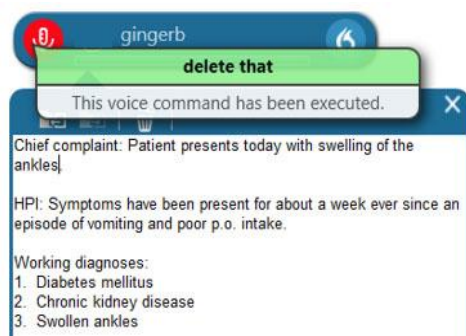 gingerb
delete that
This voice command has been executed.
Chief complaint: Patient presents today with swelling of the
ankles
HPI: Symptoms have been present for about a week ever since an
episode of vomiting and poor p.o. intake.
Working diagnoses:
1. Diabetes mellitus
2. Chronic kidney disease
3. Swollen ankles